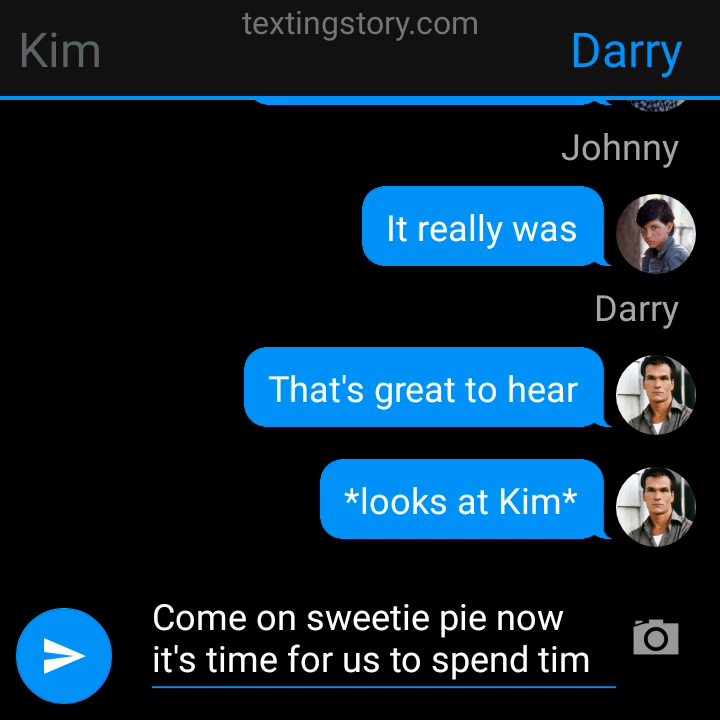 textingstory.com
Kim
Darry
Johnny
It really was
Darry
That's great to hear
*looks at Kim*
Come on sweetie pie now
it's time for us to spend tim